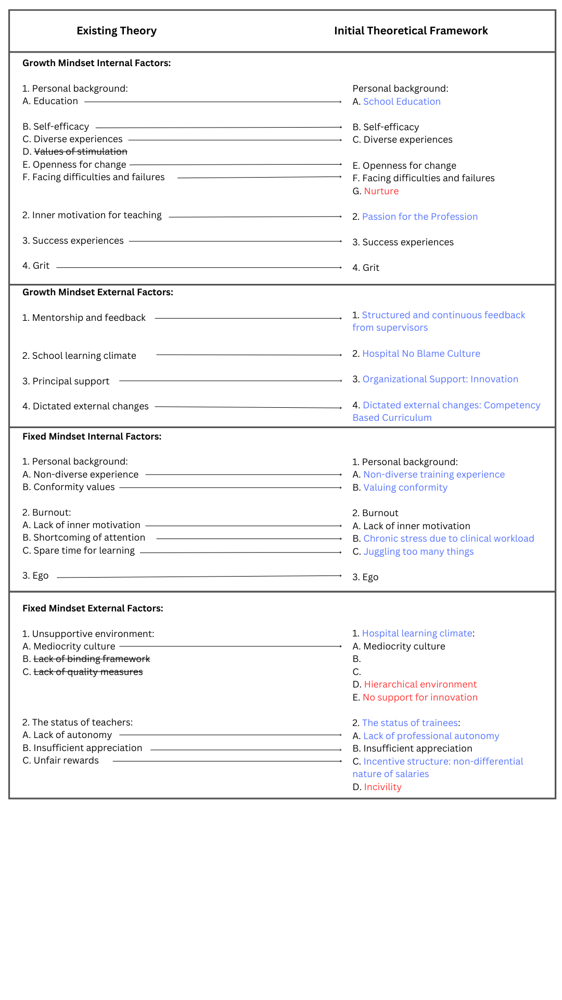 Existing Theory
Initial Theoretical Framework
Growth Mindset Internal Factors:
1. Personal background:
Personal background:
A. Education
A. School Education
B. Self-efficacy
B. Self-efficacy
C. Diverse experiences
C. Diverse experiences
D. Values of stimulation
E. Openness for change
E. Openness for change
F. Facing difficulties and failures
F. Facing difficulties and failures
G. Nurture
2. Inner motivation for teaching
2. Passion for the Profession
3. Success experiences
3. Success experiences
4. Grit
4. Grit
Growth Mindset External Factors:
1. Mentorship and feedback
1. Structured and continuous feedback
from supervisors
2. School learning climate
2. Hospital No Blame Culture
3. Principal support
3. Organizational Support: Innovation
4. Dictated external changes
4. Dictated external changes: Competency
Based Curriculum
Fixed Mindset Internal Factors:
1. Personal background:
1. Personal background:
A. Non-diverse experience
A. Non-diverse training experience
B. Conformity values
B. Valuing conformity
2. Burnout:
2. Burnout
A. Lack of inner motivation
A. Lack of inner motivation
B. Shortcoming of attention
B. Chronic stress due to clinical workload
C. Spare time for learning
C. Juggling too many things
3. Ego
3. Ego
Fixed Mindset External Factors:
1. Unsupportive environment:
1. Hospital learning climate:
A. Mediocrity culture
A. Mediocrity culture
B. Lack of binding framework
B.
C. Lack of quality measures
C.
D. Hierarchical environment
E. No support for innovation
2. The status of teachers:
2. The status of trainees:
A. Lack of autonomy
A. Lack of professional autonomy
B. Insufficient appreciation
B. Insufficient appreciation
C. Unfair rewards
C. Incentive structure: non-differential
nature of salaries
D. Incivility